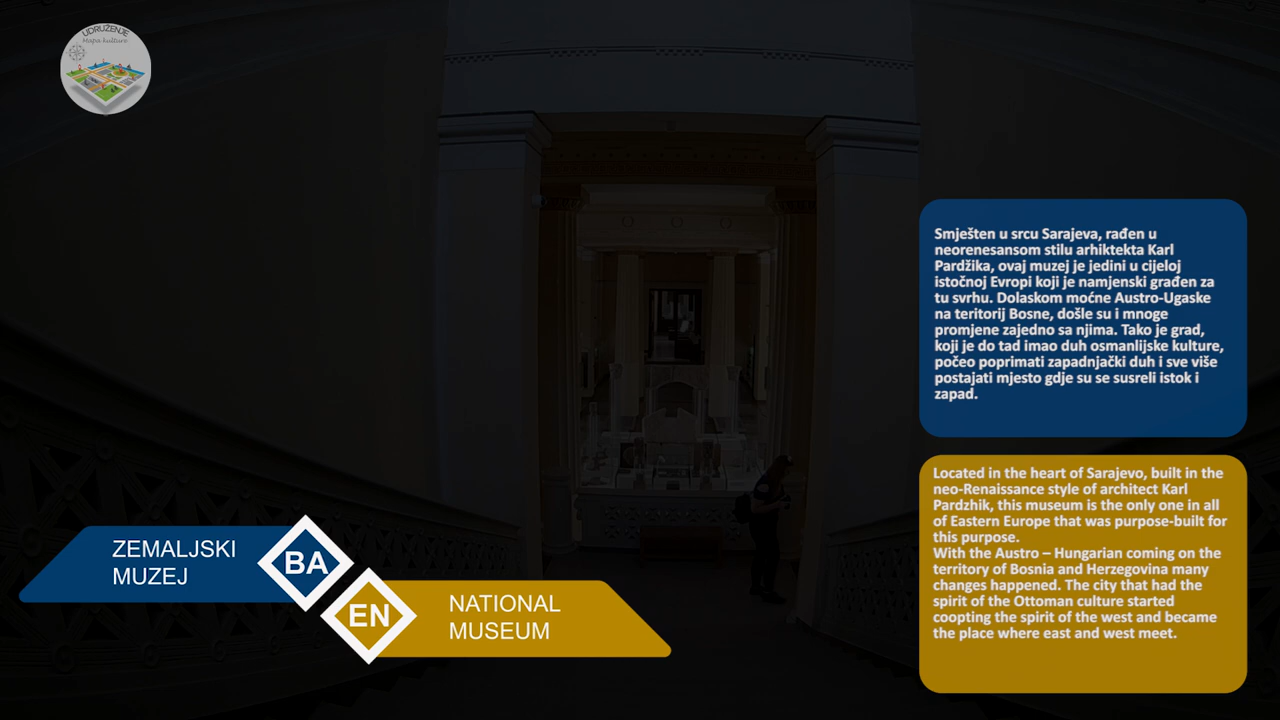 UDRUŽENJE
Mapa kulture
Smješten u srcu Sarajeva, rađen u
neorenesansom stilu arhiktekta Karl
Pardžika, ovaj muzej je jedini u cijeloj
istočnoj Evropi koji je namjenski građen za
tu svrhu. Dolaskom moćne Austro-Ugaske
na teritorij Bosne, došle su i mnoge
promjene zajedno sa njima. Tako je grad,
koji je do tad imao duh osmanlijske kulture,
počeo poprimati zapadnjački duh i sve više
postajati mjesto gdje su se susreli istok i
zapad.
Located in the heart of Sarajevo, built in the
neo-Renaissance style of architect Karl
Pardzhik, this museum is the only one in all
of Eastern Europe that was purpose-built for
this purpose.
With the Austro – Hungarian coming on the
territory of Bosnia and Herzegovina many
changes happened. The city that had the
spirit of the Ottoman culture started
coopting the spirit of the west and became
the place where east and west meet.
ZEMALJSKI
MUZEJ
BA
EN
NATIONAL
MUSEUM